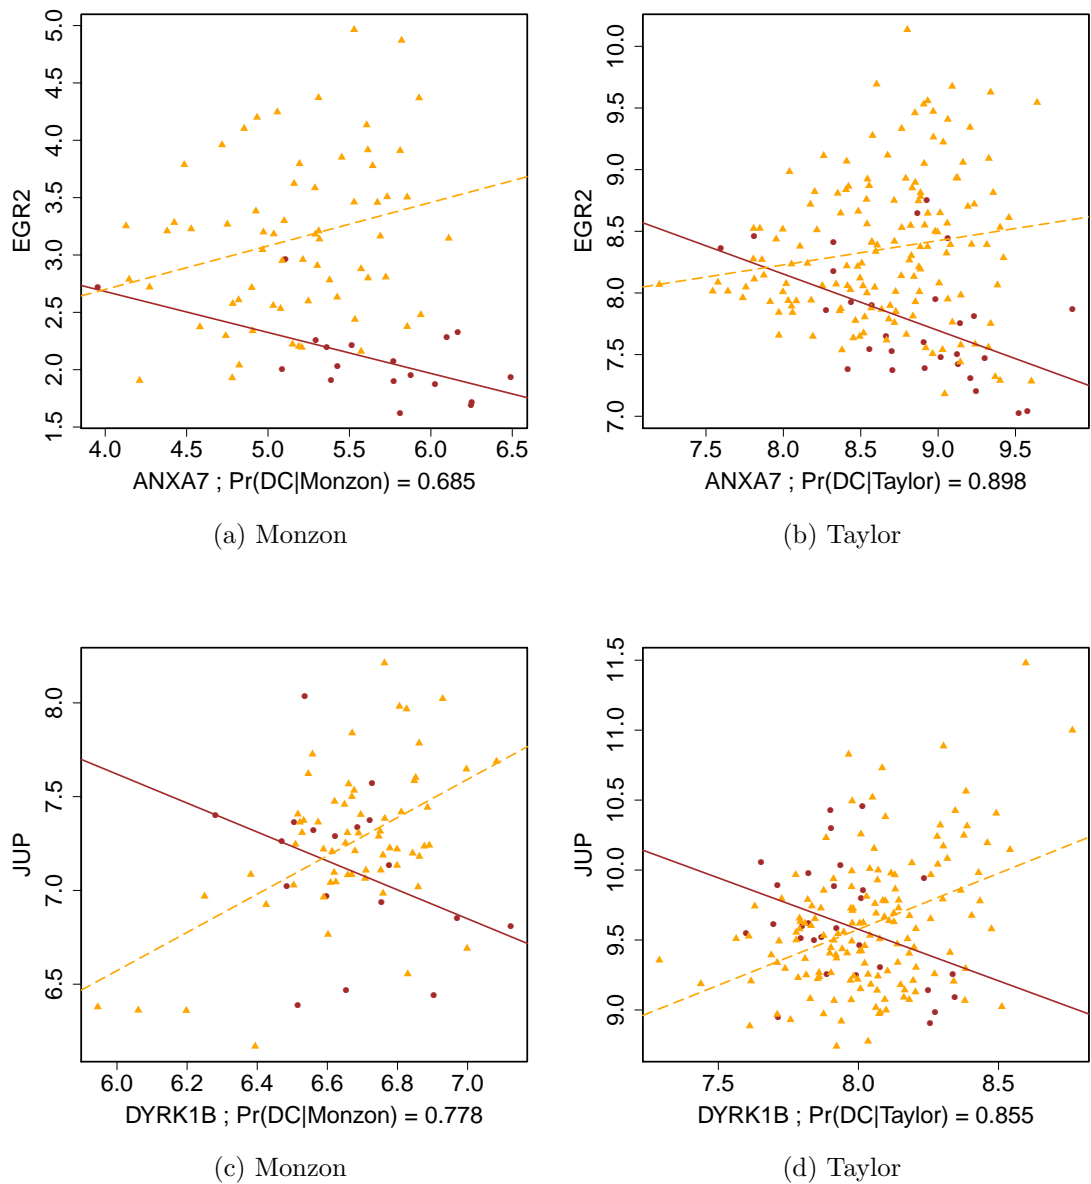 EGR2
1.5 2.0 2.5 3.0 3.5 4.0 4.5 5.0
4.0 4.5 5.0 5.5 6.0 6.5
ANXA7 ; Pr(DC|Monzon) = 0.685
(a) Monzon
EGR2
7.0 7.5 8.0 8.5 9.0 9.5 10.0
7.5 8.0 8.5 9.0 9.5
ANXA7 ; Pr(DC|Taylor) = 0.898
(b) Taylor
JUP
6.5 7.0 7.5 8.0
6.0 6.2 6.4 6.6 6.8 7.0
DYRK1B ; Pr(DC|Monzon) = 0.778
(c) Monzon
JUP
9.0 9.5 10.0 10.5 11.0 11.5
7.5 8.0 8.5
DYRK1B ; Pr(DC|Taylor) = 0.855
(d) Taylor